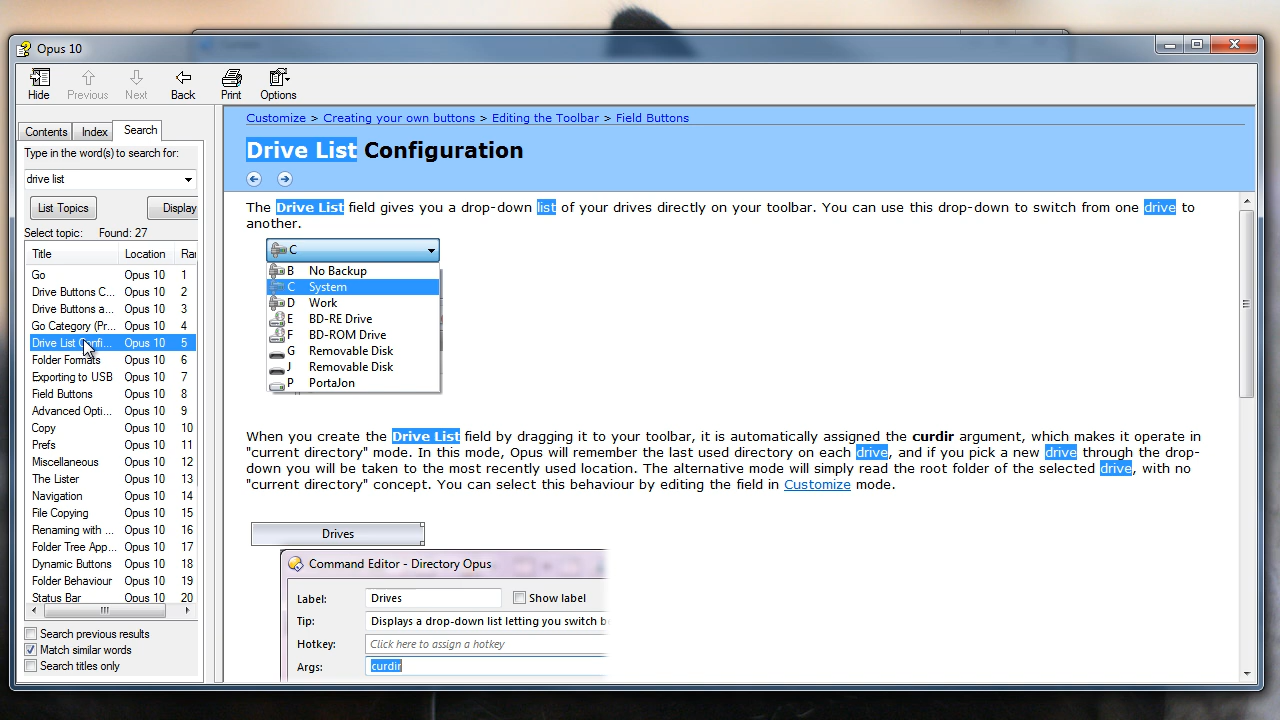 Opus 10
Hide
Previous
Next
Back
Print
Options
Contents
Index
Search
Type in the word(s) to search for:
drive list
List Topics
Display
Select topic: Found: 27
Title Location Rar
Go Opus 10 1
Drive Buttons C... Opus 10 2
Drive Buttons a... Opus 10 3
Go Category (Pr... Opus 10 4
Drive List Confi... Opus 10 5
Folder Formats Opus 10 6
Exporting to USB Opus 10 7
Field Buttons Opus 10 8
Advanced Opti... Opus 10 9
Copy Opus 10 10
Prefs Opus 10 11
Miscellaneous Opus 10 12
The Lister Opus 10 13
Navigation Opus 10 14
File Copying Opus 10 15
Renaming with ... Opus 10 16
Folder Tree App... Opus 10 17
Dynamic Buttons Opus 10 18
Folder Behaviour Opus 10 19
Status Bar Opus 10 20
Search previous results
Match similar words
Search titles only
Customize > Creating your own buttons > Editing the Toolbar > Field Buttons
Drive List Configuration
The Drive List field gives you a drop-down list of your drives directly on your toolbar. You can use this drop-down to switch from one drive to
another.
C
B No Backup
C System
D Work
E BD-RE Drive
F BD-ROM Drive
G Removable Disk
J Removable Disk
P PortaJon
When you create the Drive List field by dragging it to your toolbar, it is automatically assigned the curdir argument, which makes it operate in
"current directory" mode. In this mode, Opus will remember the last used directory on each drive, and if you pick a new drive through the drop-
down you will be taken to the most recently used location. The alternative mode will simply read the root folder of the selected drive, with no
"current directory" concept. You can select this behaviour by editing the field in Customize mode.
Drives
Command Editor - Directory Opus
Label: Drives Show label
Tip: Displays a drop-down list letting you switch b
Hotkey: Click here to assign a hotkey
Args: curdir